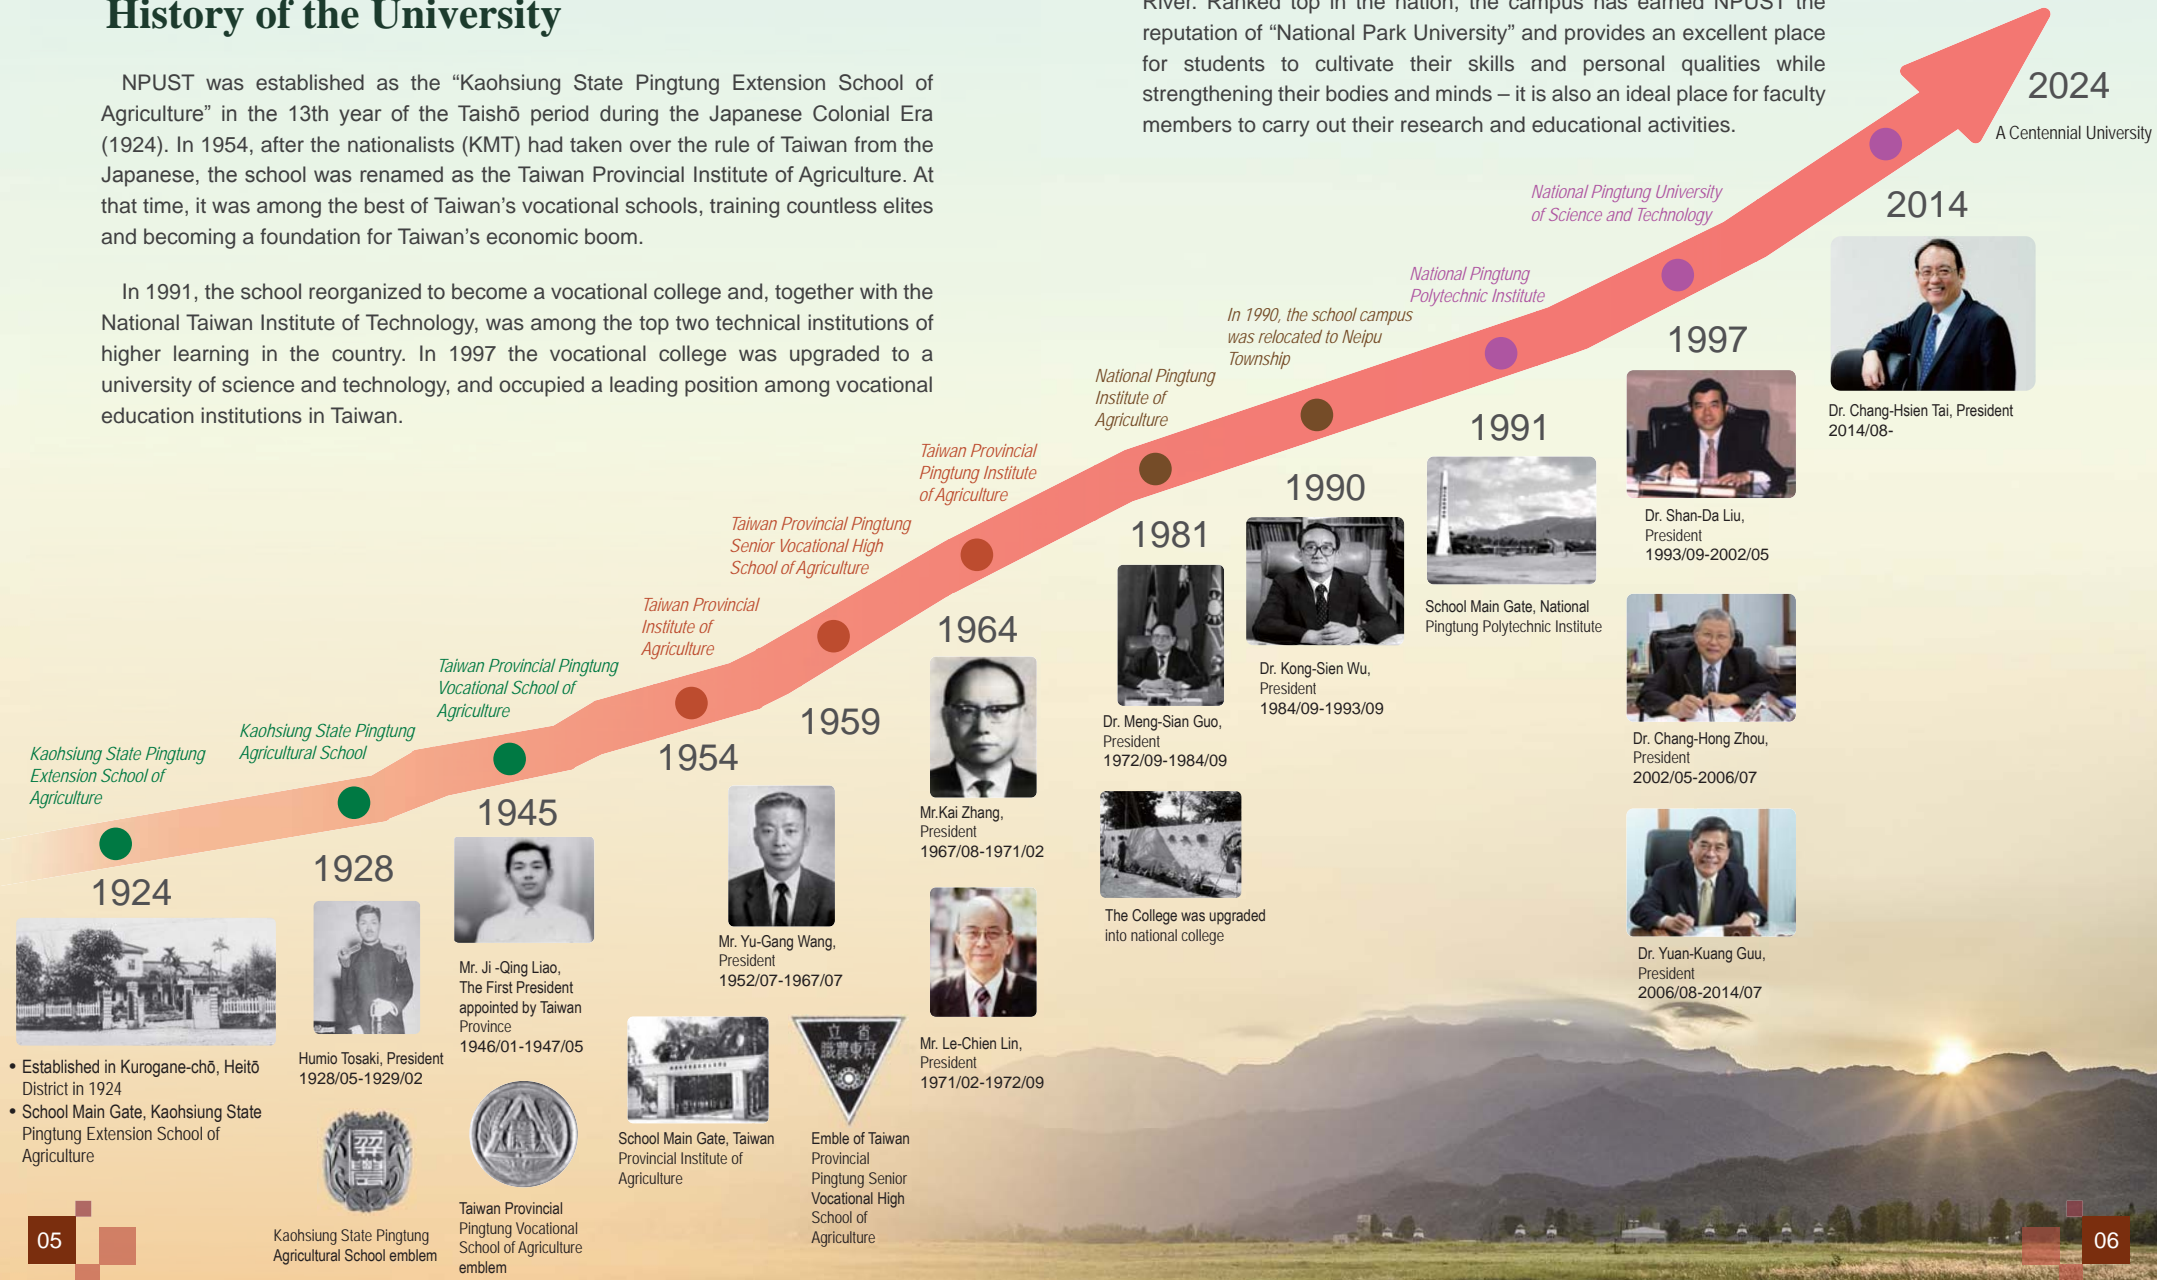 History of the University
NPUST was established as the “Kaohsiung State Pingtung Extension School of
Agriculture” in the 13th year of the Taishō period during the Japanese Colonial Era
(1924). In 1954, after the nationalists (KMT) had taken over the rule of Taiwan from the
Japanese, the school was renamed as the Taiwan Provincial Institute of Agriculture. At
that time, it was among the best of Taiwan’s vocational schools, training countless elites
and becoming a foundation for Taiwan’s economic boom.
In 1991, the school reorganized to become a vocational college and, together with the
National Taiwan Institute of Technology, was among the top two technical institutions of
higher learning in the country. In 1997 the vocational college was upgraded to a
university of science and technology, and occupied a leading position among vocational
education institutions in Taiwan.
River. Ranked top in the nation, the campus has earned NPUST the
reputation of “National Park University” and provides an excellent place
for students to cultivate their skills and personal qualities while
strengthening their bodies and minds – it is also an ideal place for faculty
members to carry out their research and educational activities.
Kaohsiung State Pingtung
Extension School of
Agriculture
1924
• Established in Kurogane-chō, Heitō
District in 1924
• School Main Gate, Kaohsiung State
Pingtung Extension School of
Agriculture
Kaohsiung State Pingtung
Agricultural School
1928
Humio Tosaki, President
1928/05-1929/02
Kaohsiung State Pingtung
Agricultural School emblem
Taiwan Provincial Pingtung
Vocational School of
Agriculture
1945
Mr. Ji -Qing Liao,
The First President
appointed by Taiwan
Province
1946/01-1947/05
Taiwan Provincial
Pingtung Vocational
School of Agriculture
emblem
Taiwan Provincial
Institute of
Agriculture
1954
Mr. Yu-Gang Wang,
President
1952/07-1967/07
School Main Gate, Taiwan
Provincial Institute of
Agriculture
Taiwan Provincial Pingtung
Senior Vocational High
School of Agriculture
1959
立省
職農東屏
Emble of Taiwan
Provincial
Pingtung Senior
Vocational High
School of
Agriculture
Taiwan Provincial
Pingtung Institute
of Agriculture
1964
Mr.Kai Zhang,
President
1967/08-1971/02
Mr. Le-Chien Lin,
President
1971/02-1972/09
National Pingtung
Institute of
Agriculture
1981
Dr. Meng-Sian Guo,
President
1972/09-1984/09
The College was upgraded
into national college
In 1990, the school campus
was relocated to Neipu
Township
1990
Dr. Kong-Sien Wu,
President
1984/09-1993/09
National Pingtung
Polytechnic Institute
1991
School Main Gate, National
Pingtung Polytechnic Institute
National Pingtung University
of Science and Technology
1997
Dr. Shan-Da Liu,
President
1993/09-2002/05
Dr. Chang-Hong Zhou,
President
2002/05-2006/07
Dr. Yuan-Kuang Guu,
President
2006/08-2014/07
2014
Dr. Chang-Hsien Tai, President
2014/08-
2024
A Centennial University
05
06